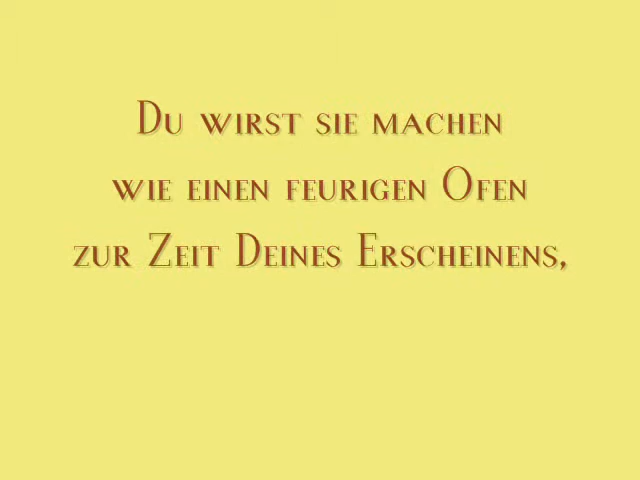 Du wirst sie machen
wie einen feurigen Ofen
zur Zeit Deines Erscheinens,